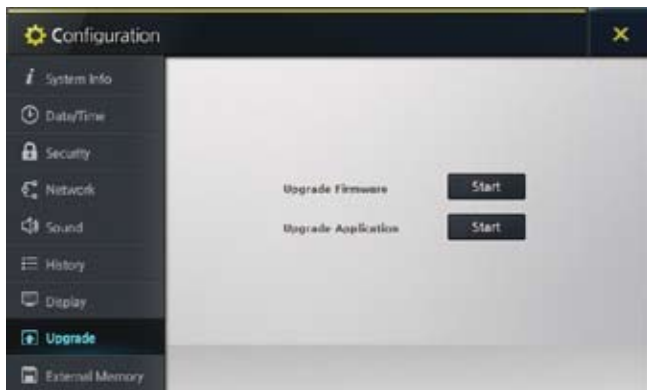 Configuration
System Info
Date/Time
Security
Network
Sound
History
Display
Upgrade
External Memory
Upgrade Firmware Start
Upgrade Application Start